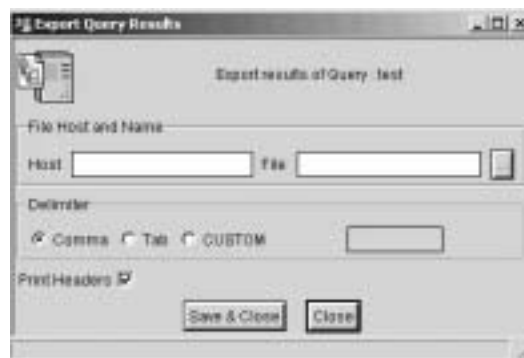 Export Query Results
Export results of Query : test
File Host and Name
Host File ...
Delimiter
Comma Tab CUSTOM
Print Headers
Save & Close Close